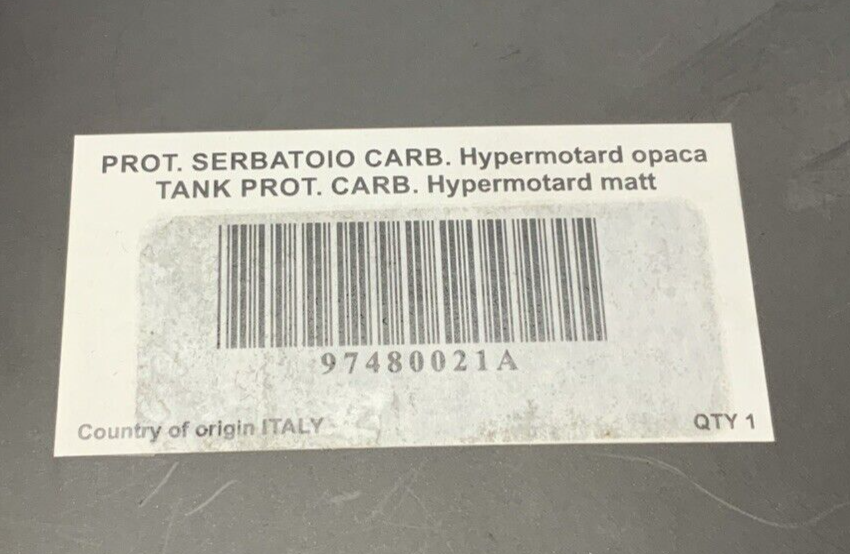 PROT. SERBATOIO CARB. Hypermotard opaca
TANK PROT. CARB. Hypermotard matt
97480021A
Country of origin ITALY
QTY 1